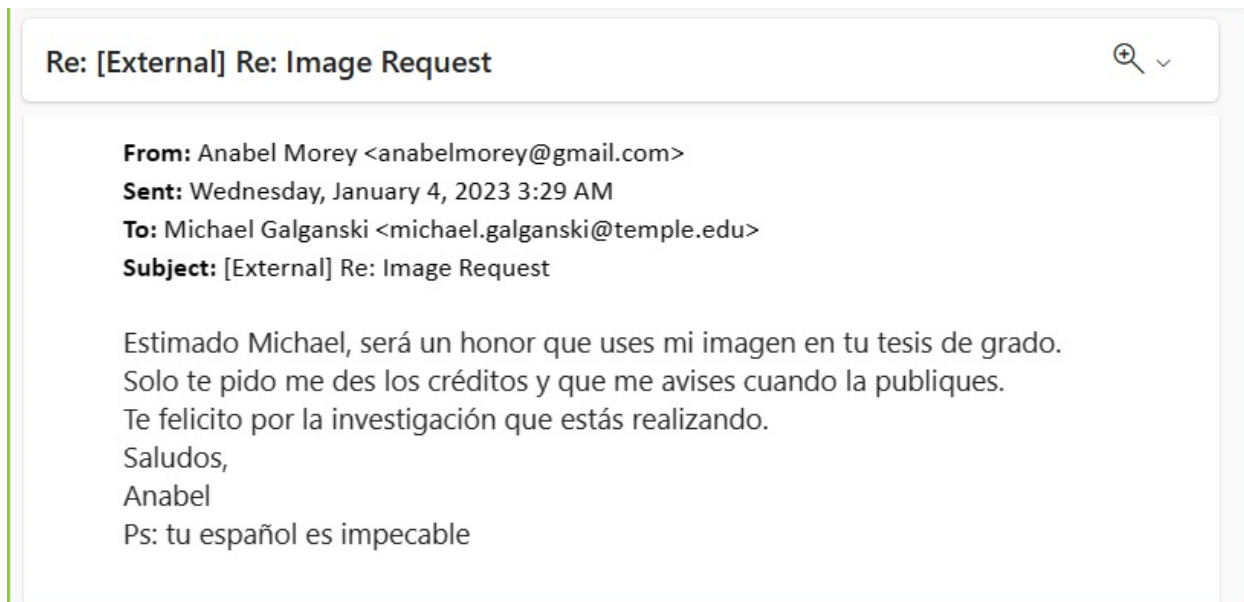 Re: [External] Re: Image Request
From: Anabel Morey <anabelmorey@gmail.com>
Sent: Wednesday, January 4, 2023 3:29 AM
To: Michael Galganski <michael.galganski@temple.edu>
Subject: [External] Re: Image Request
Estimado Michael, será un honor que uses mi imagen en tu tesis de grado.
Solo te pido me des los créditos y que me avises cuando la publiques.
Te felicito por la investigación que estás realizando.
Saludos,
Anabel
Ps: tu español es impecable